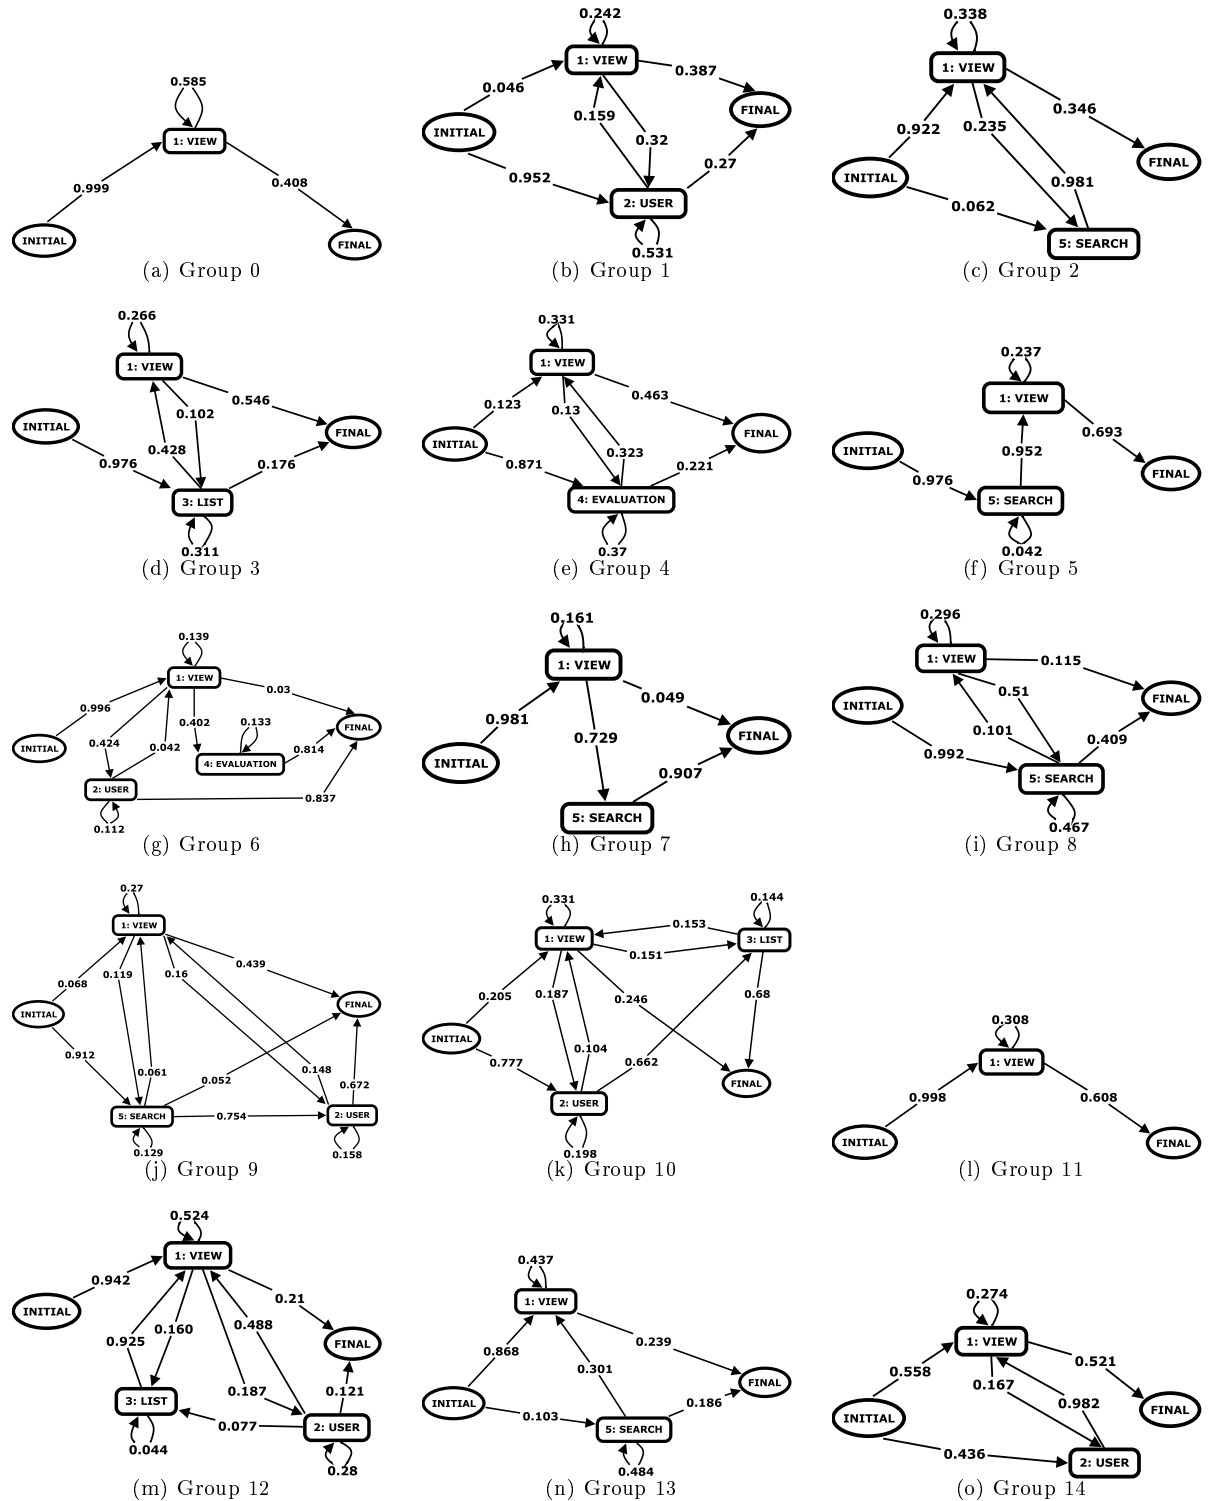 0.585
1: VIEW
0.999
0.408
INITIAL
FINAL
(a) Group 0
0.242
1: VIEW
0.387
0.046
0.159
FINAL
INITIAL
0.32
0.27
0.952
2: USER
0.531
(b) Group 1
0.338
1: VIEW
0.346
0.922
0.235
FINAL
INITIAL
0.981
0.062
5: SEARCH
(c) Group 2
0.266
1: VIEW
0.546
0.102
INITIAL
FINAL
0.428
0.976
0.176
3: LIST
0.311
(d) Group 3
0.331
1: VIEW
0.463
0.123
0.13
FINAL
INITIAL
0.323
0.871
0.221
4: EVALUATION
0.37
(e) Group 4
0.237
1: VIEW
0.693
INITIAL
0.952
FINAL
0.976
5: SEARCH
0.042
(f) Group 5
0.139
1: VIEW
0.03
0.996
0.402
0.133
FINAL
0.424
0.042
INITIAL
0.814
4: EVALUATION
2: USER
0.837
0.112
(g) Group 6
0.161
1: VIEW
0.049
0.981
0.729
FINAL
INITIAL
0.907
5: SEARCH
(h) Group 7
0.296
1: VIEW
0.115
0.51
FINAL
INITIAL
0.101
0.409
0.992
5: SEARCH
0.467
(i) Group 8
0.27
1: VIEW
0.439
0.119
0.16
0.068
FINAL
INITIAL
0.912
0.061
0.052
0.148
0.672
5: SEARCH
0.754
2: USER
0.129
0.158
(j) Group 9
0.331
0.144
0.153
1: VIEW
3: LIST
0.151
0.205
0.187
0.246
0.68
INITIAL
0.104
0.777
0.662
FINAL
2: USER
0.198
(k) Group 10
0.308
1: VIEW
0.998
0.608
INITIAL
FINAL
(l) Group 11
0.524
1: VIEW
0.942
0.21
INITIAL
0.925
0.160
0.488
FINAL
0.187
0.121
3: LIST
0.077
2: USER
0.044
0.28
(m) Group 12
0.437
1: VIEW
0.239
0.868
0.301
FINAL
INITIAL
0.103
0.186
5: SEARCH
0.484
(n) Group 13
0.274
1: VIEW
0.521
0.558
0.167
0.982
FINAL
INITIAL
0.436
2: USER
(o) Group 14